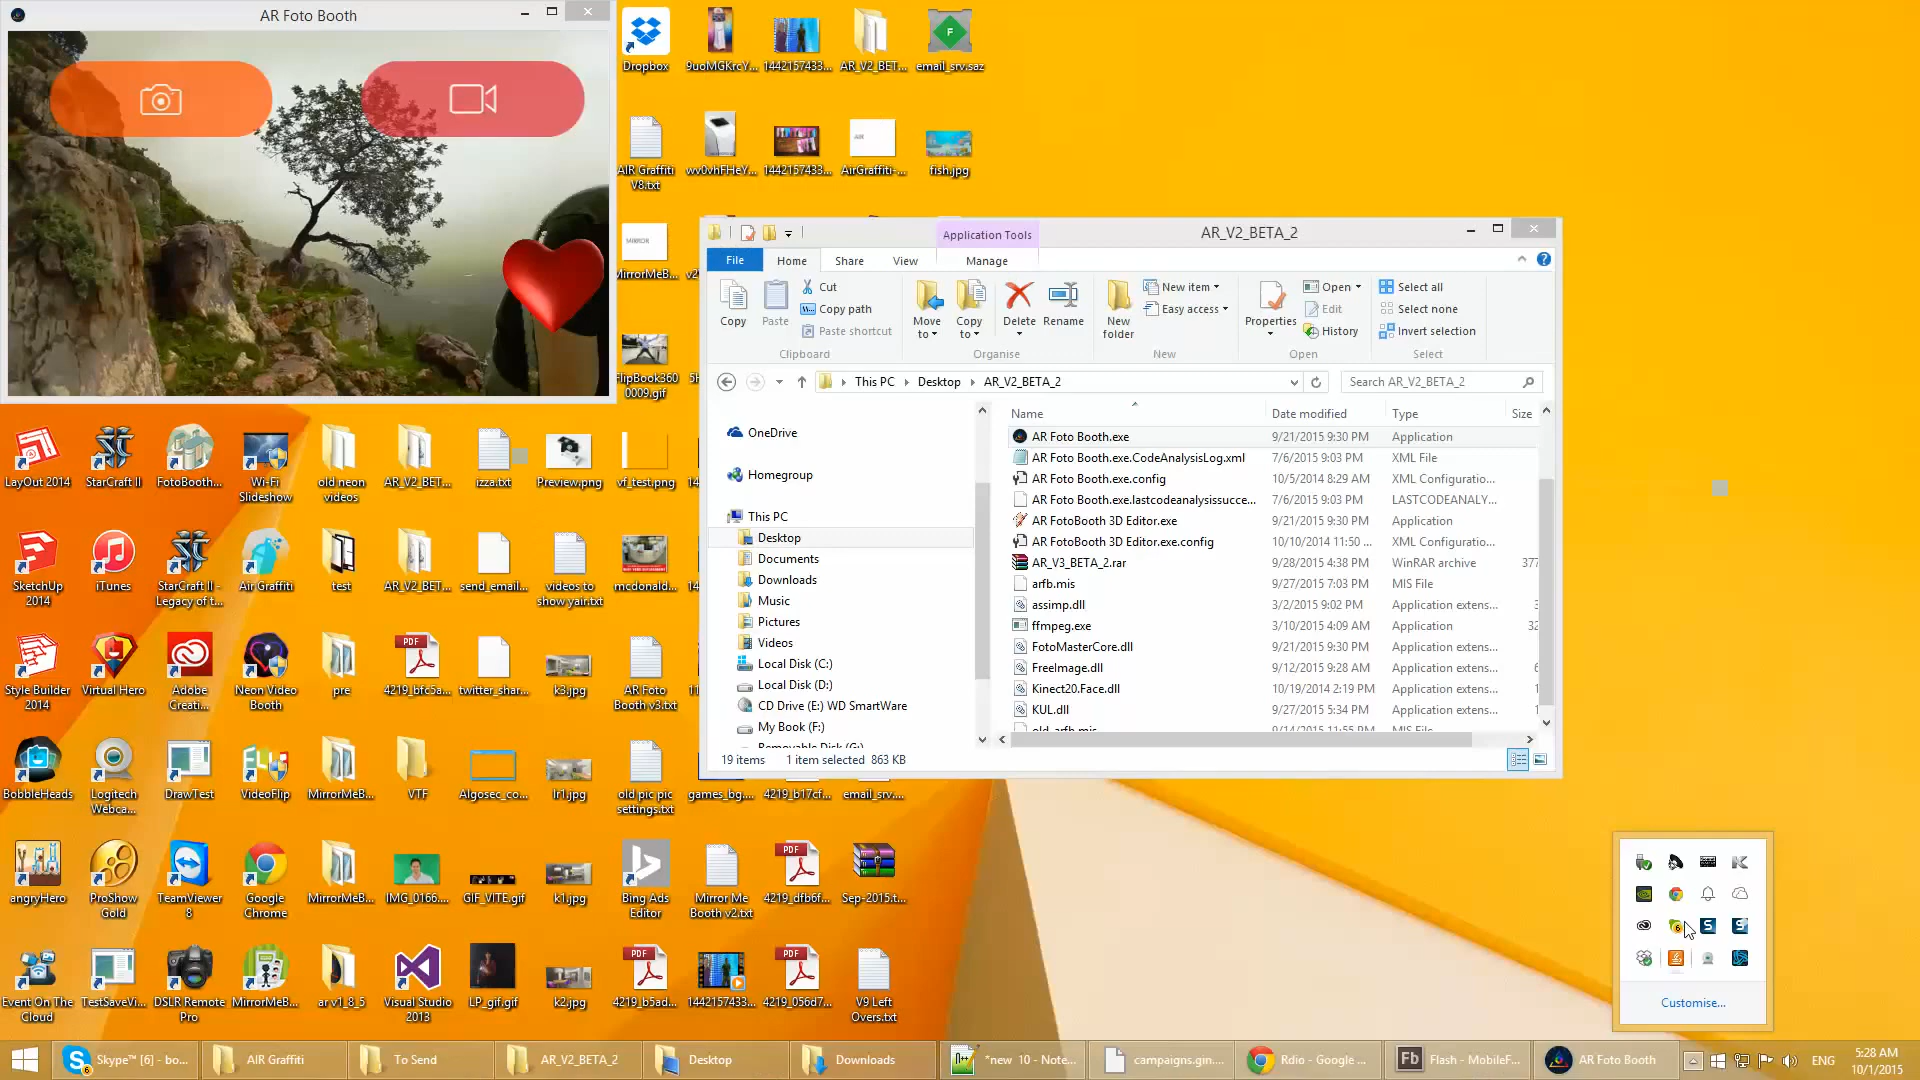 AR Foto Booth
Dropbox
9uoMGKrcY...
1442157433...
AR_V2_BET...
email_srv.saz
AIR Graffiti V8.txt
wv0vhFHeY...
1442157433...
AirGraffiti-...
fish.jpg
MirrorMeB...
FlipBook360
0009.gif
AR_V2_BETA_2
Application Tools
File
Home
Share
View
Manage
Copy
Paste
Cut
Copy path
Paste shortcut
Clipboard
Move to
Copy to
Delete
Rename
Organise
New folder
New item
Easy access
New
Properties
Open
Edit
History
Open
Select all
Select none
Invert selection
Select
This PC
Desktop
AR_V2_BETA_2
Search AR_V2_BETA_2
OneDrive
Homegroup
This PC
Desktop
Documents
Downloads
Music
Pictures
Videos
Local Disk (C:)
Local Disk (D:)
CD Drive (E:) WD SmartWare
My Book (F:)
Removable Disk (G:)
Name Date modified Type Size
AR Foto Booth.exe 9/21/2015 9:30 PM Application
AR Foto Booth.exe.CodeAnalysisLog.xml 7/6/2015 9:03 PM XML File
AR Foto Booth.exe.config 10/5/2014 8:29 AM XML Configuratio...
AR Foto Booth.exe.lastcodeanalysissucce... 7/6/2015 9:03 PM LASTCODEANALY...
AR FotoBooth 3D Editor.exe 9/21/2015 9:30 PM Application
AR FotoBooth 3D Editor.exe.config 10/10/2014 11:50 ... XML Configuratio...
AR_V3_BETA_2.rar 9/28/2015 4:38 PM WinRAR archive 377
arfb.mis 9/27/2015 7:03 PM MIS File
assimp.dll 3/2/2015 9:02 PM Application extens...
ffmpeg.exe 3/10/2015 4:09 AM Application 32
FotoMasterCore.dll 9/21/2015 9:30 PM Application extens...
FreeImage.dll 9/12/2015 9:28 AM Application extens...
Kinect20.Face.dll 10/19/2014 2:19 PM Application extens...
KUL.dll 9/27/2015 5:34 PM Application extens...
old-arfb.mis 9/14/2015 11:55 PM MIS File
19 items 1 item selected 863 KB
LayOut 2014
StarCraft II
FotoBooth...
Wi-Fi Slideshow
old neon videos
AR_V2_BET...
izza.txt
Preview.png
vf_test.png
SketchUp 2014
iTunes
StarCraft II - Legacy of t...
Air Graffiti
test
AR_V2_BET...
send_email...
videos to show yair.txt
mcdonald...
Style Builder 2014
Virtual Hero
Adobe Creati...
Neon Video Booth
pre
4219_bfc5a...
twitter_shar...
k3.jpg
AR Foto Booth v3.txt
BobbleHeads
Logitech Webca...
DrawTest
VideoFlip
MirrorMeB...
VTF
Algosec_co...
lr1.jpg
old pic pic settings.txt
games_bg....
4219_b17cf...
email_srv....
angryHero
ProShow Gold
TeamViewer 8
Google Chrome
MirrorMeB...
IMG_0166....
GIF_VITE.gif
k1.jpg
Bing Ads Editor
Mirror Me Booth v2.txt
4219_dfb6f...
Sep-2015.t...
Event On The Cloud
TestSaveVi...
DSLR Remote Pro
MirrorMeB...
ar v1_8_5
Visual Studio 2013
LP_gif.gif
k2.jpg
4219_b5ad...
1442157433...
4219_056d7...
V9 Left Overs.txt
Customise...
Skype™ [6] - bo...
AIR Graffiti
To Send
AR_V2_BETA_2
Desktop
Downloads
*new 10 - Note...
campaigns.gin...
Rdio - Google ...
Flash - MobileF...
AR Foto Booth
ENG
5:28 AM
10/1/2015